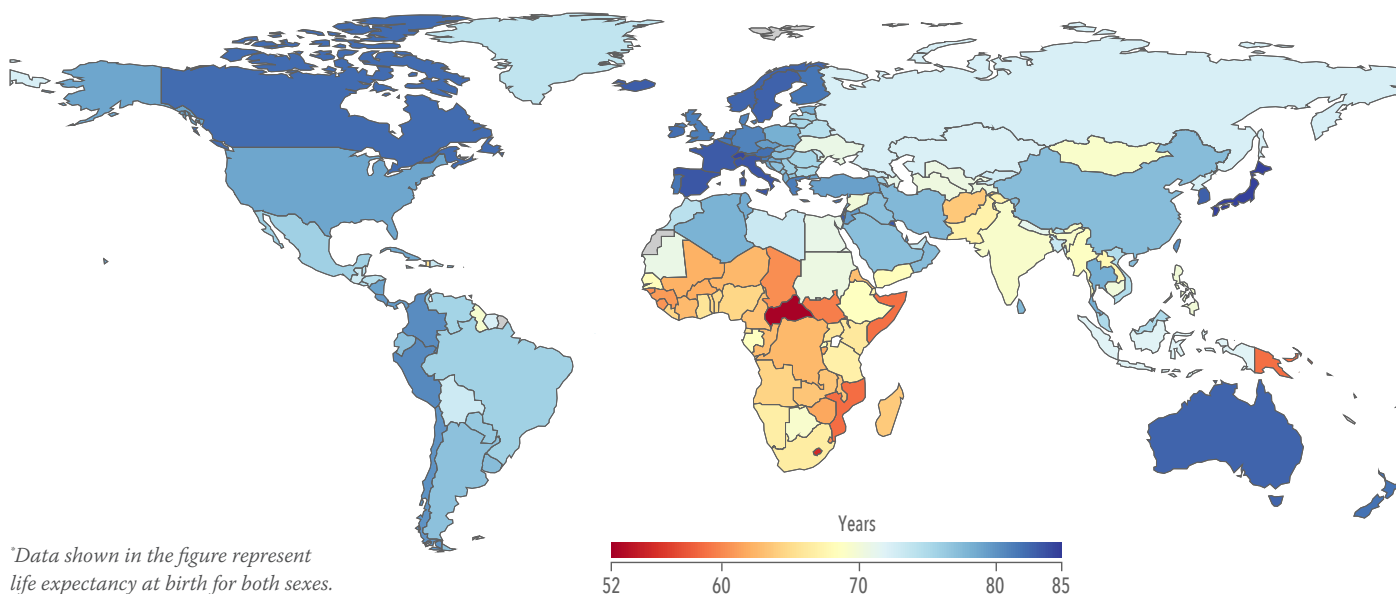 Years
52 60 70 80 85
*Data shown in the figure represent
life expectancy at birth for both sexes.